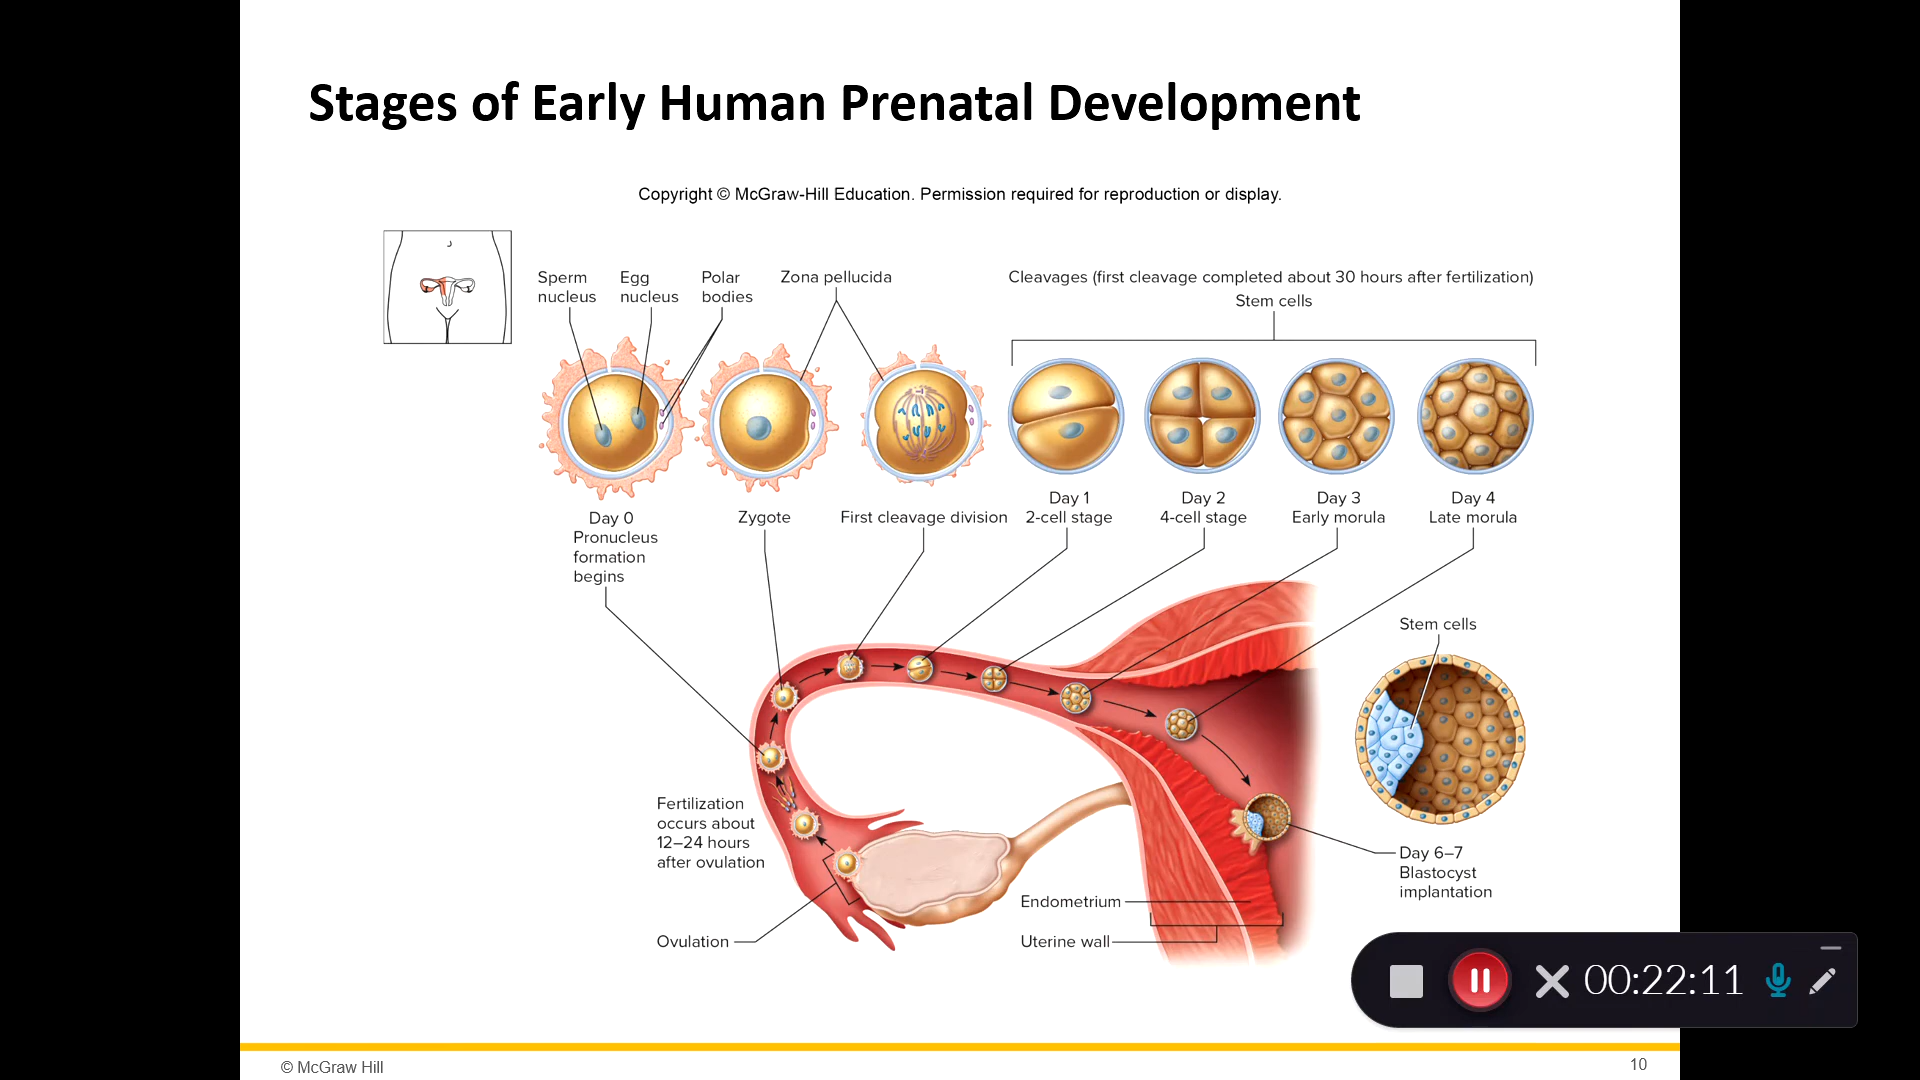 Stages of Early Human Prenatal Development
Copyright © McGraw-Hill Education. Permission required for reproduction or display.
Sperm
nucleus
Egg
nucleus
Polar
bodies
Zona pellucida
Cleavages (first cleavage completed about 30 hours after fertilization)
Stem cells
Day 0
Pronucleus
formation
begins
Zygote
First cleavage division
Day 1
2-cell stage
Day 2
4-cell stage
Day 3
Early morula
Day 4
Late morula
Stem cells
Fertilization
occurs about
12–24 hours
after ovulation
Day 6–7
Blastocyst
implantation
Endometrium
Ovulation
Uterine wall
00:22:11
© McGraw Hill
10